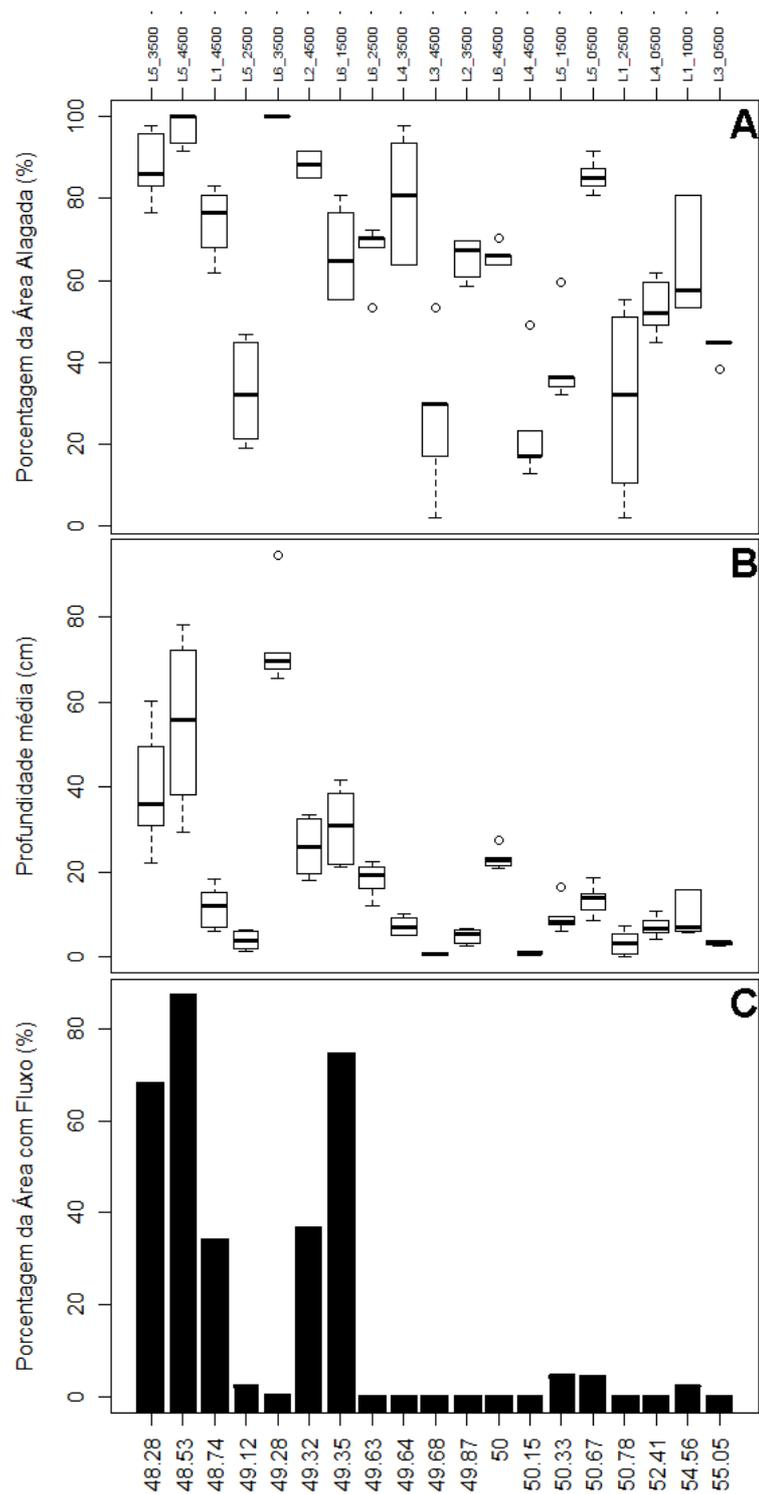 L5_3500 -
L5_4500 -
L1_4500 -
L5_2500 -
L6_3500 -
L2_4500 -
L6_1500 -
L6_2500 -
L4_3500 -
L3_4500 -
L2_3500 -
L6_4500 -
L4_4500 -
L5_1500 -
L5_0500 -
L1_2500 -
L4_0500 -
L1_1000 -
L3_0500 -
A
Porcentagem da Área Alagada (%)
100
80
60
40
20
0
B
Profundidade média (cm)
80
60
40
20
0
C
Porcentagem da Área com Fluxo (%)
80
60
40
20
0
48.28
48.53
48.74
49.12
49.28
49.32
49.35
49.63
49.64
49.68
49.87
50
50.15
50.33
50.67
50.78
52.41
54.56
55.05